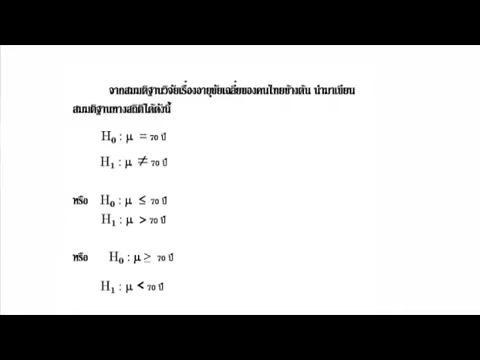 จากสมมติฐานวิจัยเรื่องอายุขัยเฉลี่ยของคนไทยข้างต้น นำมาเขียน
สมมติฐานทางสถิติได้ดังนี้
H₀ : μ = 70 ปี
H₁ : μ ≠ 70 ปี
หรือ H₀ : μ ≤ 70 ปี
H₁ : μ > 70 ปี
หรือ H₀ : μ ≥ 70 ปี
H₁ : μ < 70 ปี